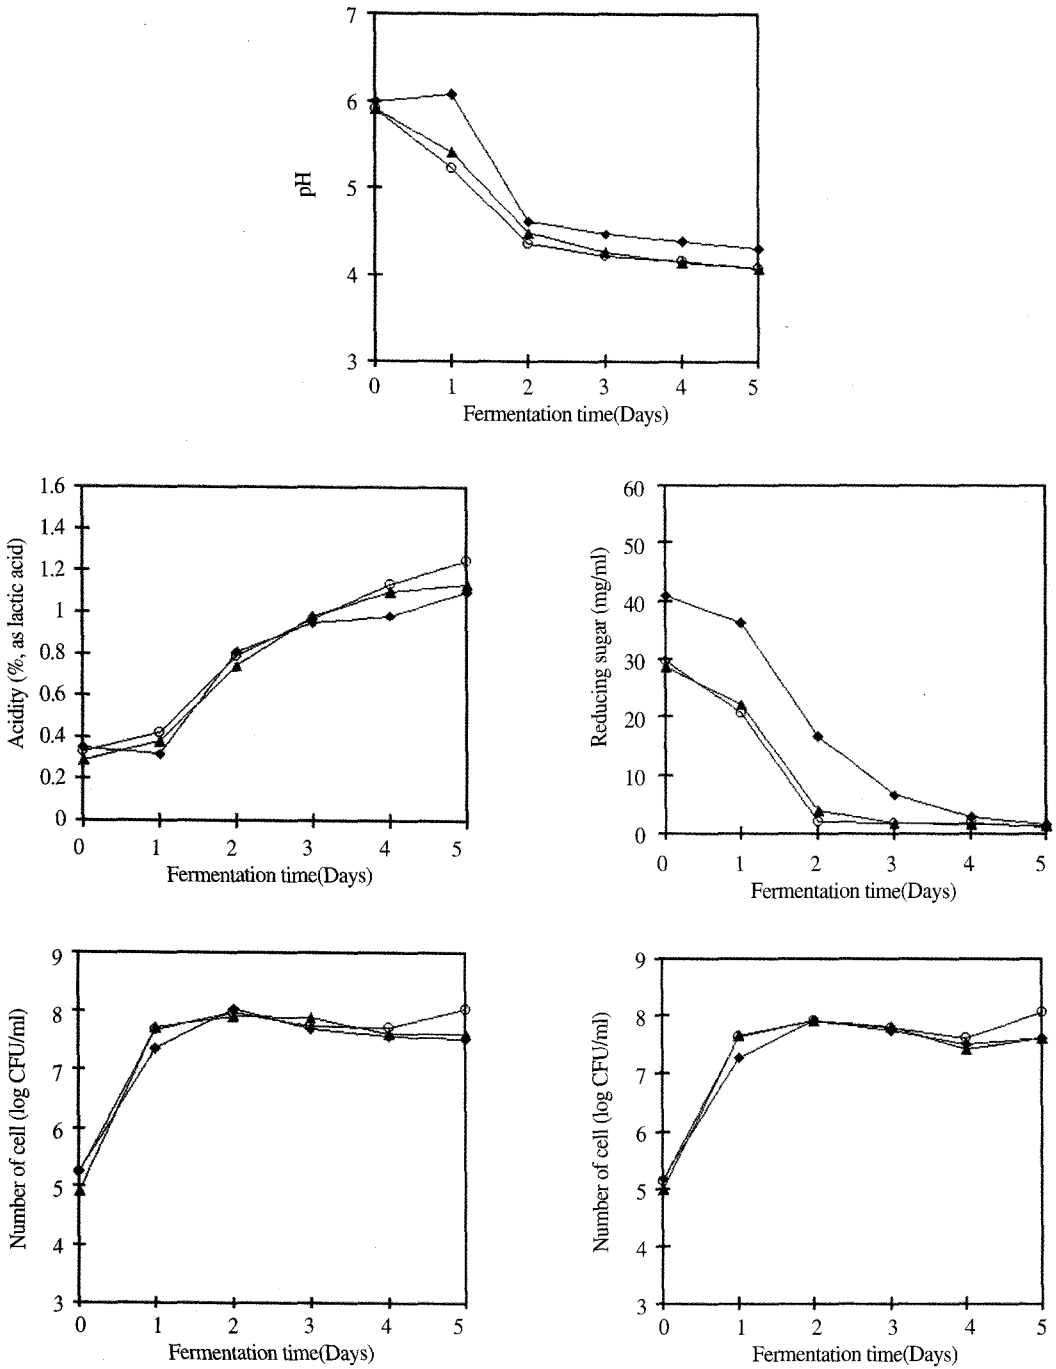 7
6
5
4
3
pH
0 1 2 3 4 5
Fermentation time(Days)
1.6
1.4
1.2
1
0.8
0.6
0.4
0.2
0
Acidity (%, as lactic acid)
0 1 2 3 4 5
Fermentation time(Days)
60
50
40
30
20
10
0
Reducing sugar (mg/ml)
0 1 2 3 4 5
Fermentation time(Days)
9
8
7
6
5
4
3
Number of cell (log CFU/ml)
0 1 2 3 4 5
Fermentation time(Days)
9
8
7
6
5
4
3
Number of cell (log CFU/ml)
0 1 2 3 4 5
Fermentation time(Days)